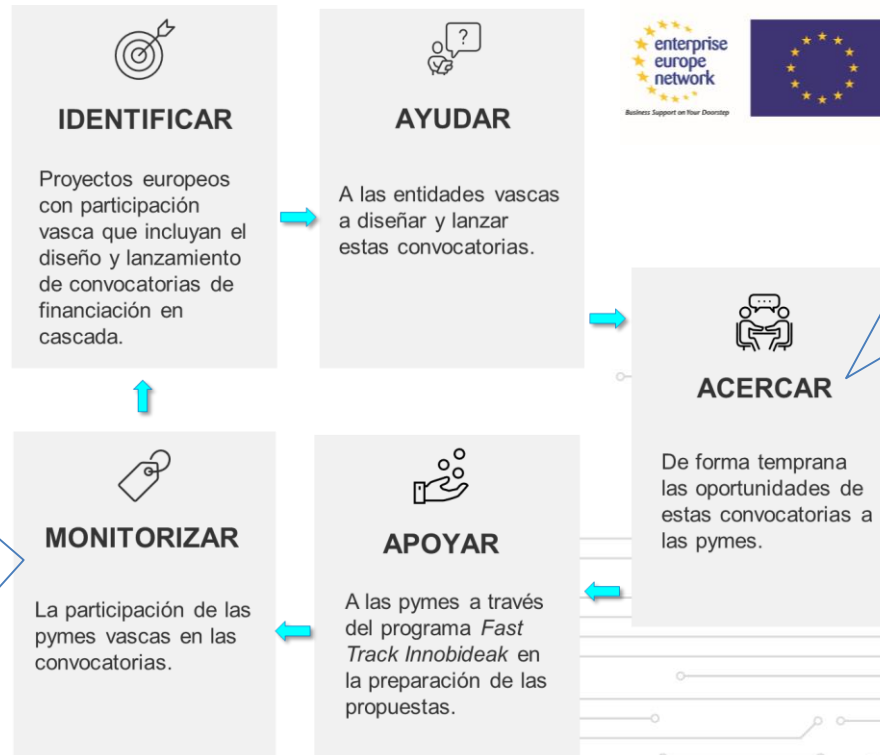 IDENTIFICAR
Proyectos europeos
con participación
vasca que incluyan el
diseño y lanzamiento
de convocatorias de
financiación en
cascada.
?
AYUDAR
A las entidades vascas
a diseñar y lanzar
estas convocatorias.
enterprise
europe
network
Business Support on Your Doorstep
ACERCAR
De forma temprana
las oportunidades de
estas convocatorias a
las pymes.
APOYAR
A las pymes a través
del programa Fast
Track Innobideak en
la preparación de las
propuestas.
MONITORIZAR
La participación de las
pymes vascas en las
convocatorias.